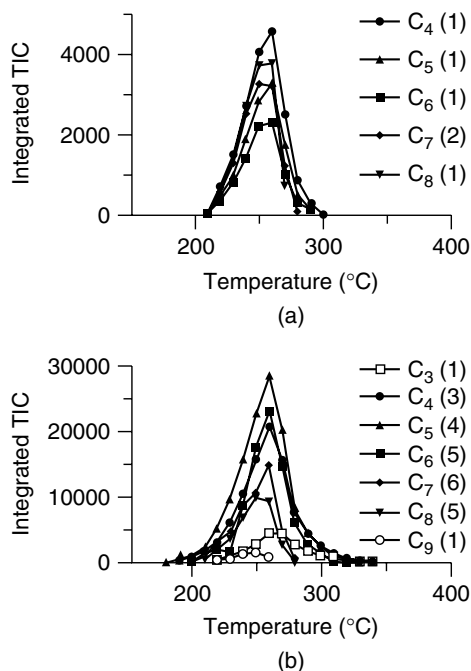 Integrated TIC
4000
2000
0
200
300
400
Temperature (°C)
C₄ (1)
C₅ (1)
C₆ (1)
C₇ (2)
C₈ (1)
(a)
Integrated TIC
30000
20000
10000
0
200
300
400
Temperature (°C)
C₃ (1)
C₄ (3)
C₅ (4)
C₆ (5)
C₇ (6)
C₈ (5)
C₉ (1)
(b)